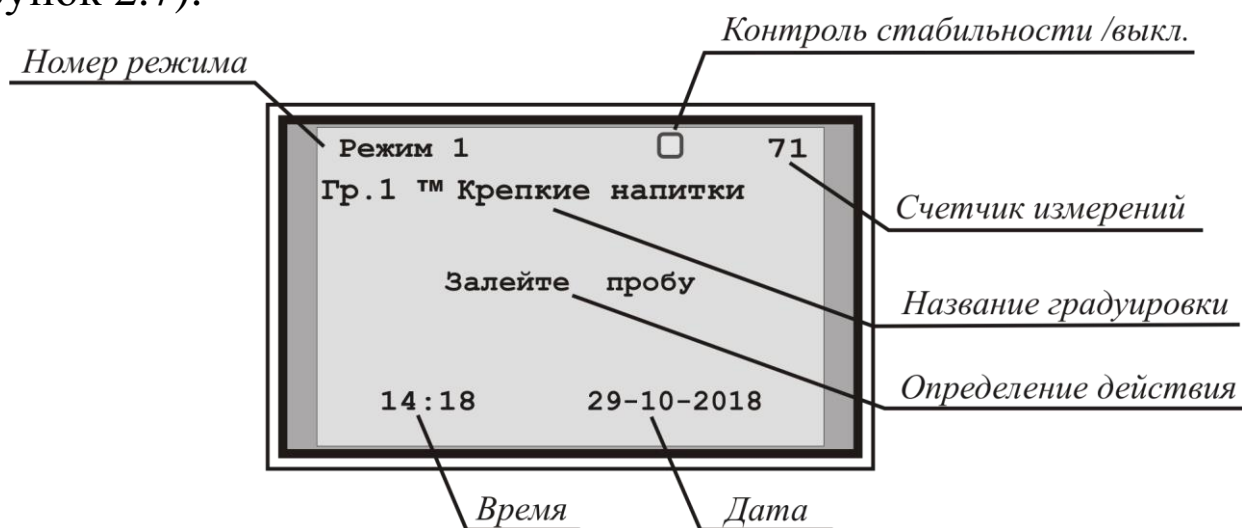 унок 2.7).
Контроль стабильности /выкл.
Номер режима
Режим 1 71
Гр.1 ™ Крепкие напитки
Счетчик измерений
Залейте пробу
Название градуировки
Определение действия
14:18 29-10-2018
Время Дата